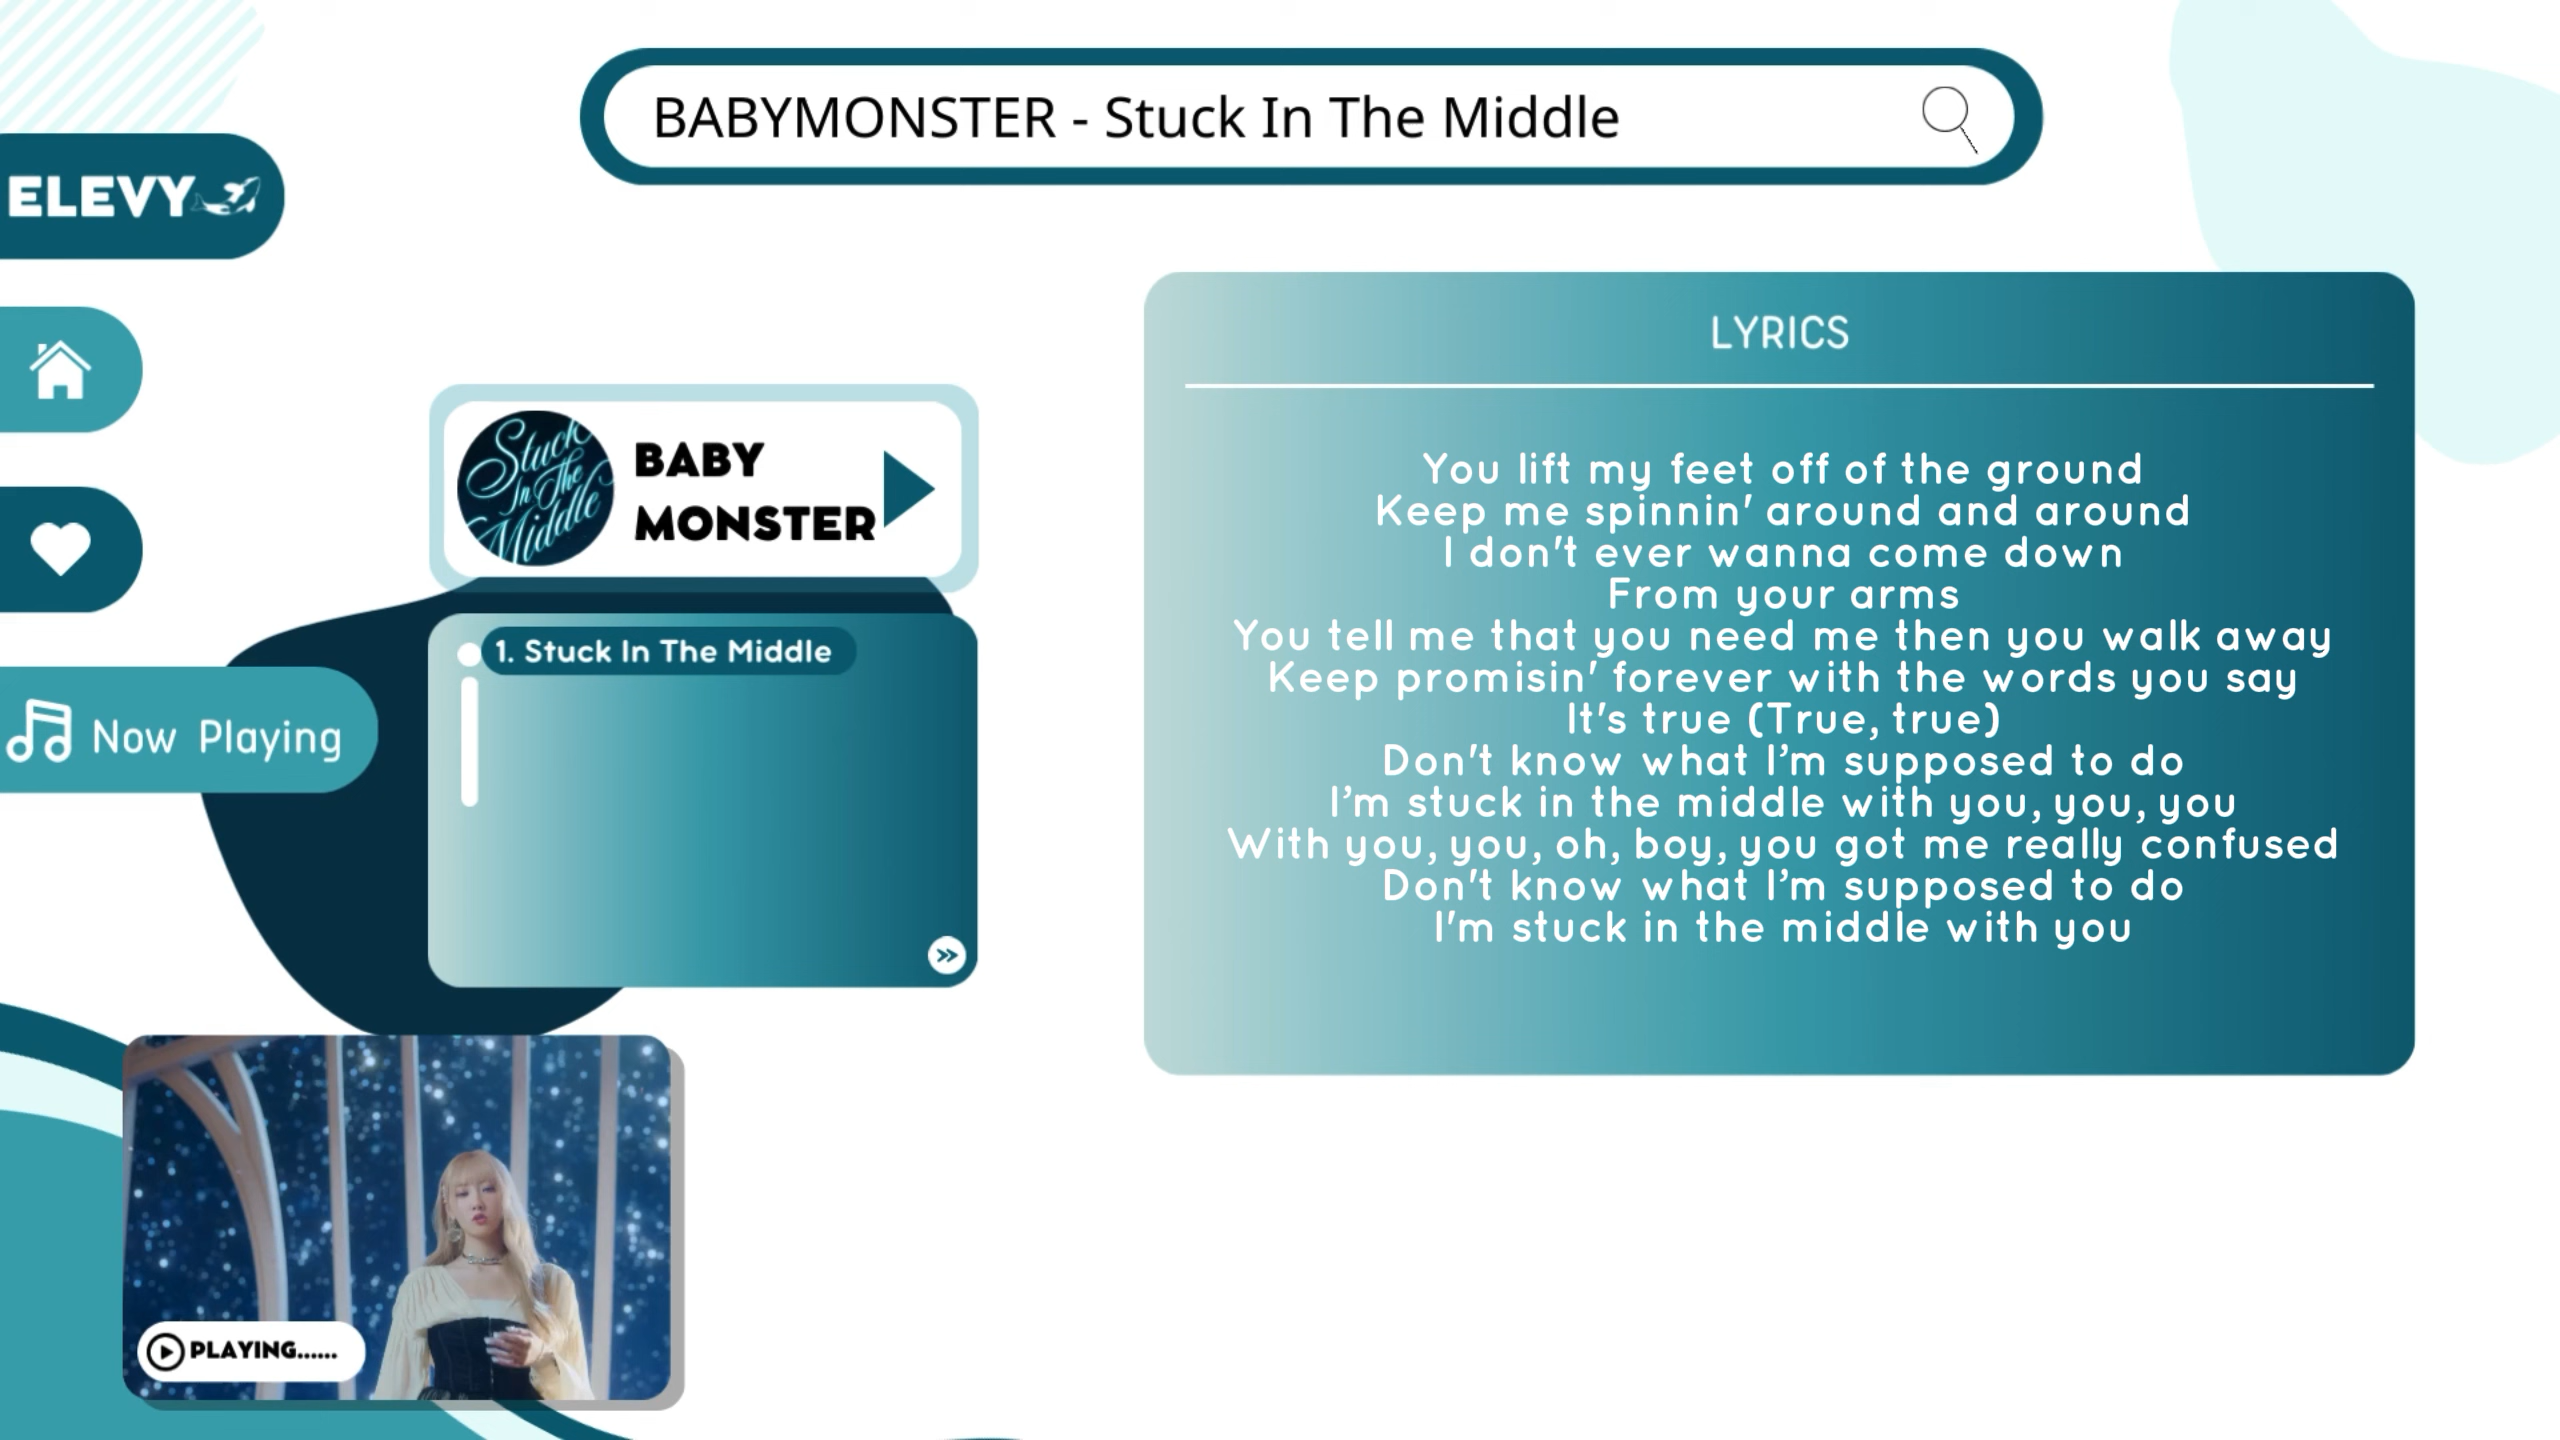 BABYMONSTER - Stuck In The Middle
ELEVY
LYRICS
Stuck
In The
Middle
BABY
MONSTER
1. Stuck In The Middle
Now Playing
You lift my feet off of the ground
Keep me spinnin' around and around
I don't ever wanna come down
From your arms
You tell me that you need me then you walk away
Keep promisin' forever with the words you say
It's true (True, true)
Don't know what I’m supposed to do
I’m stuck in the middle with you, you, you
With you, you, oh, boy, you got me really confused
Don't know what I’m supposed to do
I'm stuck in the middle with you
PLAYING......